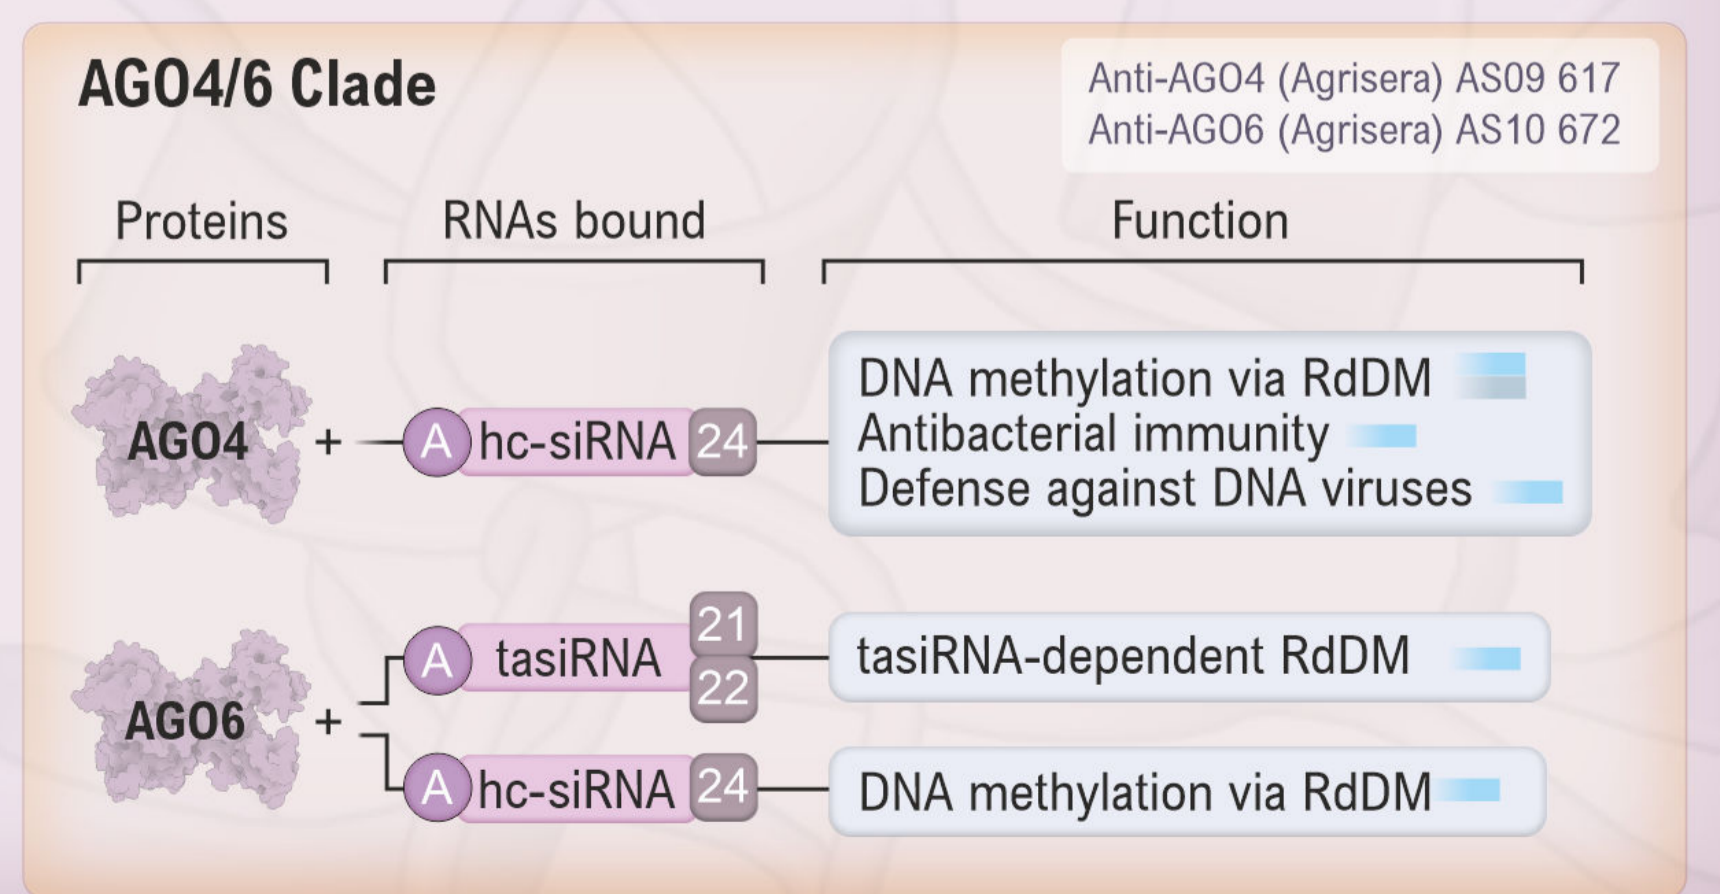 AGO4/6 Clade
Anti-AGO4 (Agrisera) AS09 617
Anti-AGO6 (Agrisera) AS10 672
Proteins
RNAs bound
Function
AGO4
+
A hc-siRNA 24
DNA methylation via RdDM
Antibacterial immunity
Defense against DNA viruses
AGO6
+
A tasiRNA 21
22
tasiRNA-dependent RdDM
A hc-siRNA 24
DNA methylation via RdDM